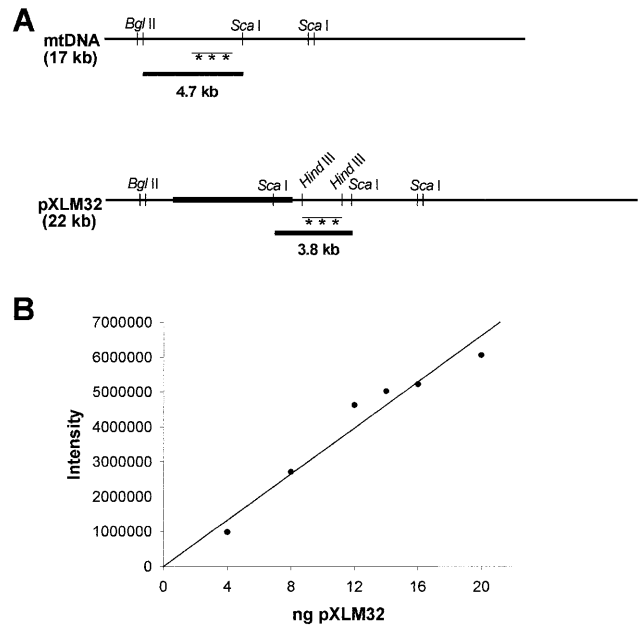 A
Bgl II
Sca I
Sca I
mtDNA
(17 kb)
* * *
4.7 kb
Hind III
Hind III
Bgl II
Sca I
Sca I
Sca I
pXLM32
(22 kb)
* * *
3.8 kb
B
7000000
6000000
5000000
4000000
3000000
2000000
1000000
0
Intensity
0 4 8 12 16 20
ng pXLM32